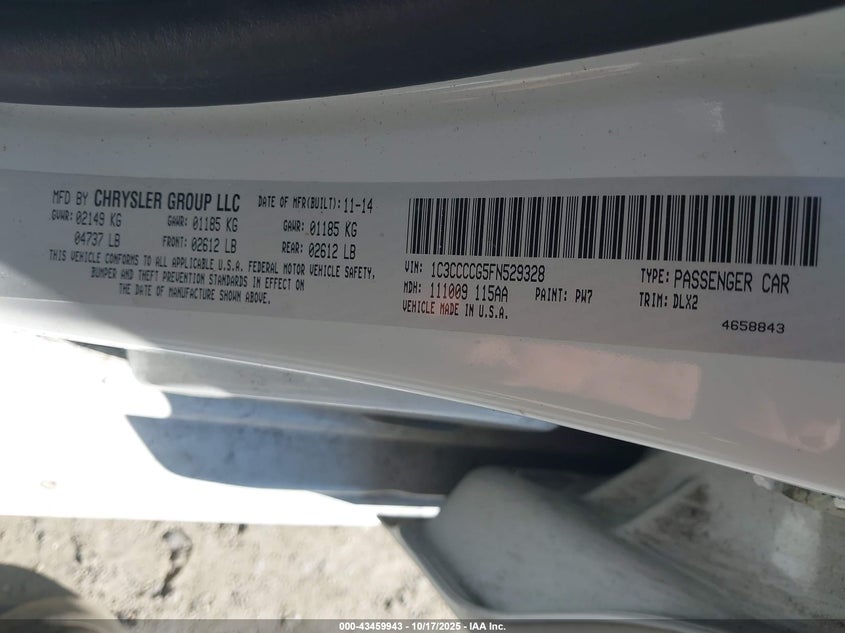 MFD BY CHRYSLER GROUP LLC
DATE OF MFR(BUILT): 11-14
GVWR: 02149 KG
GAWR: 01185 KG
GAWR: 01185 KG
04737 LB
FRONT: 02612 LB
REAR: 02612 LB
THIS VEHICLE CONFORMS TO ALL APPLICABLE U.S.A. FEDERAL MOTOR VEHICLE SAFETY,
BUMPER AND THEFT PREVENTION STANDARDS IN EFFECT ON
THE DATE OF MANUFACTURE SHOWN ABOVE.
VIN: 1C3CCCCG5FN529328
TYPE: PASSENGER CAR
MDH: 111009 115AA
PAINT: PW7
TRIM: DLX2
VEHICLE MADE IN U.S.A.
4658843
000-43459943 - 10/17/2025 - IAA Inc.